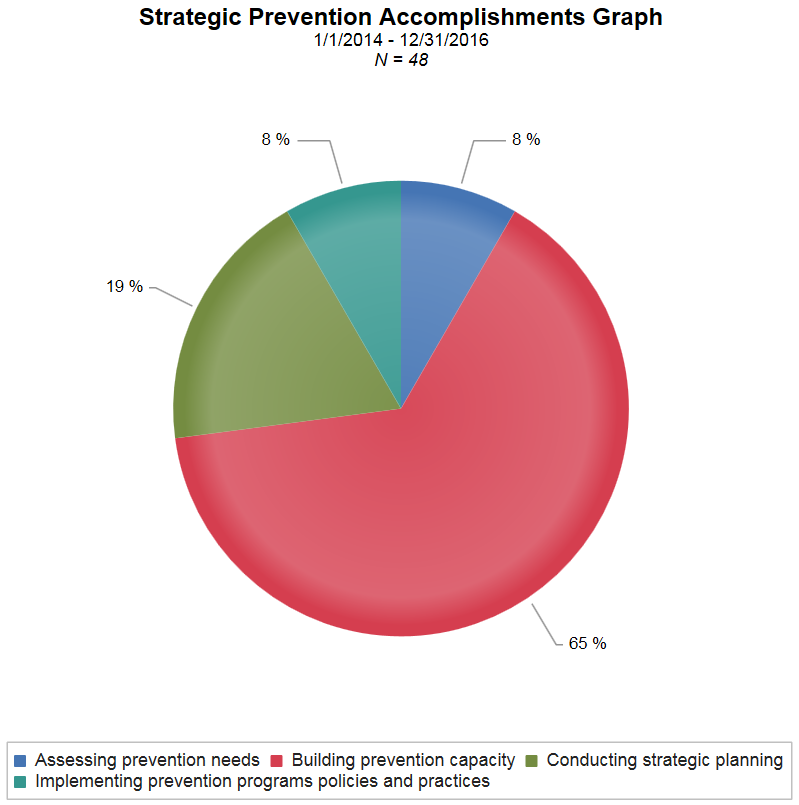 Strategic Prevention Accomplishments Graph
1/1/2014 - 12/31/2016
N = 48
8 %
8 %
19 %
65 %
Assessing prevention needs
Building prevention capacity
Conducting strategic planning
Implementing prevention programs policies and practices